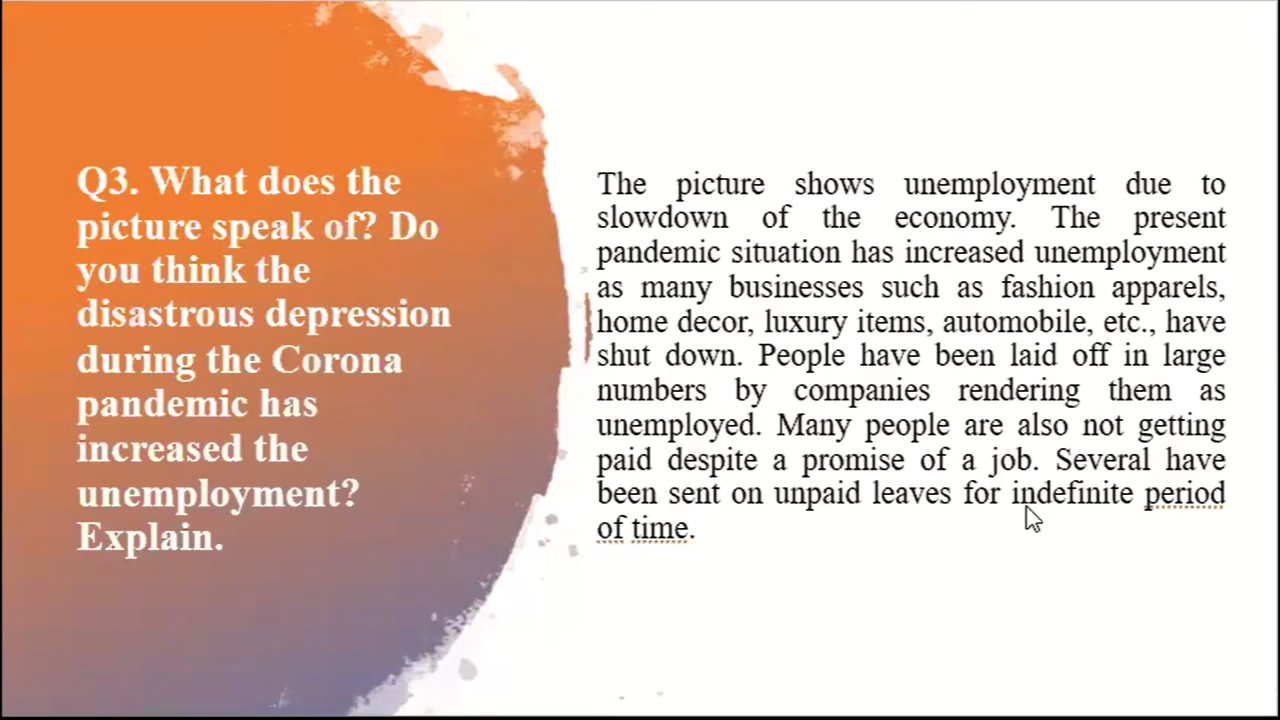 Q3. What does the
picture speak of? Do
you think the
disastrous depression
during the Corona
pandemic has
increased the
unemployment?
Explain.
The picture shows unemployment due to
slowdown of the economy. The present
pandemic situation has increased unemployment
as many businesses such as fashion apparels,
home decor, luxury items, automobile, etc., have
shut down. People have been laid off in large
numbers by companies rendering them as
unemployed. Many people are also not getting
paid despite a promise of a job. Several have
been sent on unpaid leaves for indefinite period
of time.